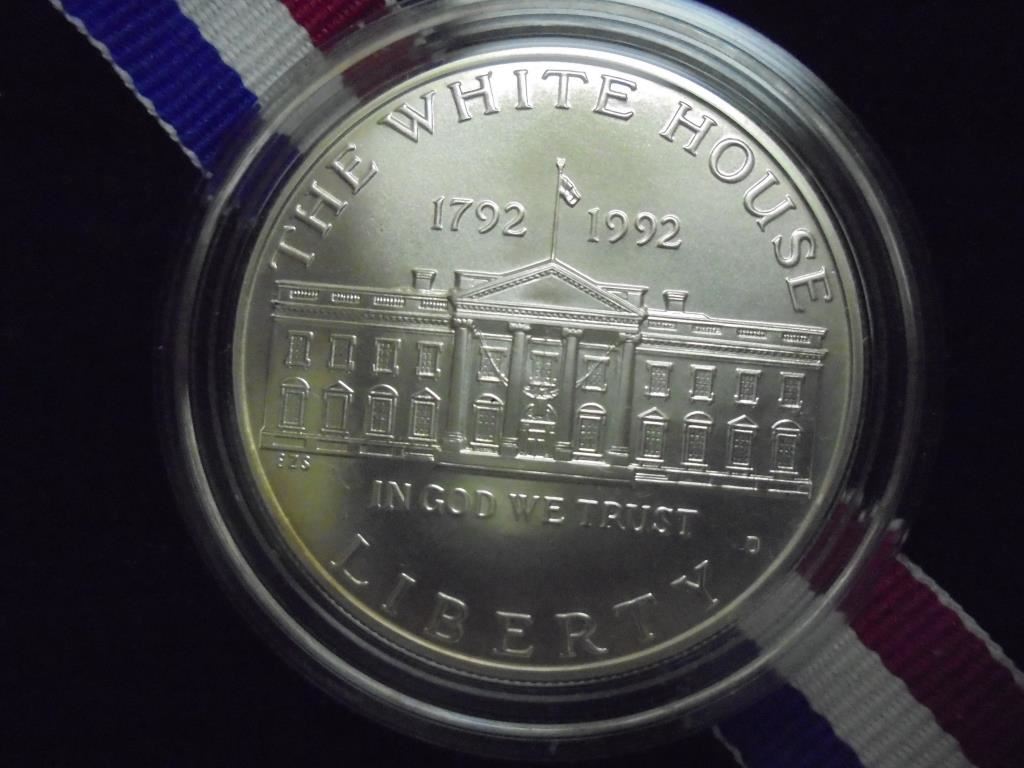 THE WHITE HOUSE
1792 1992
IN GOD WE TRUST
D
LIBERTY